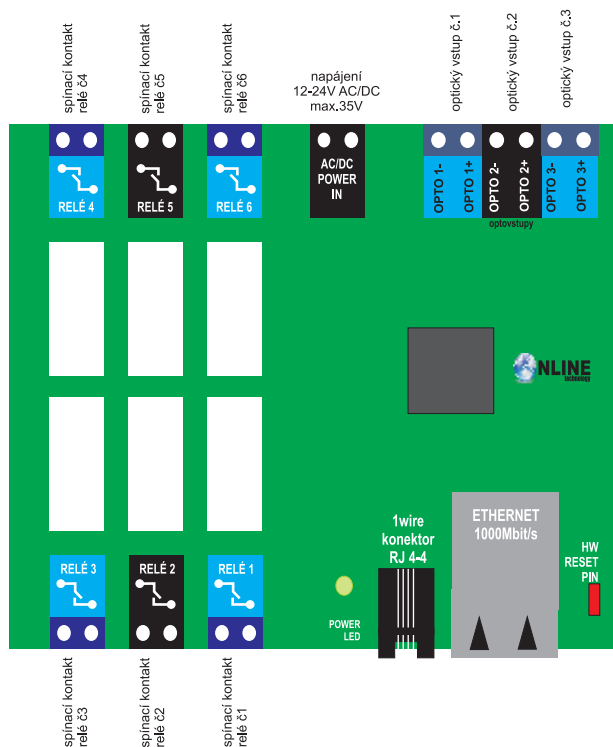 spínací kontakt
relé č4
spínací kontakt
relé č5
spínací kontakt
relé č6
napájení
12-24V AC/DC
max.35V
optický vstup č.1
optický vstup č.2
optický vstup č.3
RELÉ 4
RELÉ 5
RELÉ 6
AC/DC
POWER
IN
OPTO 1-
OPTO 1+
OPTO 2-
OPTO 2+
OPTO 3-
OPTO 3+
optovstupy
NLINE
technology
1wire
konektor
RJ 4-4
ETHERNET
1000Mbit/s
HW
RESET
PIN
RELÉ 3
RELÉ 2
RELÉ 1
POWER
LED
spínací kontakt
relé č3
spínací kontakt
relé č2
spínací kontakt
relé č1